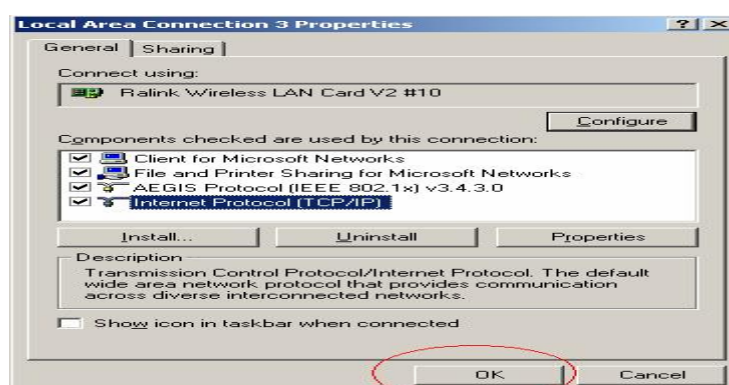 Local Area Connection 3 Properties
General Sharing
Connect using:
Ralink Wireless LAN Card V2 #10
Configure
Components checked are used by this connection:
Client for Microsoft Networks
File and Printer Sharing for Microsoft Networks
AEGIS Protocol (IEEE 802.1x) v3.4.3.0
Internet Protocol (TCP/IP)
Install... Uninstall Properties
Description
Transmission Control Protocol/Internet Protocol. The default
wide area network protocol that provides communication
across diverse interconnected networks.
Show icon in taskbar when connected
OK Cancel